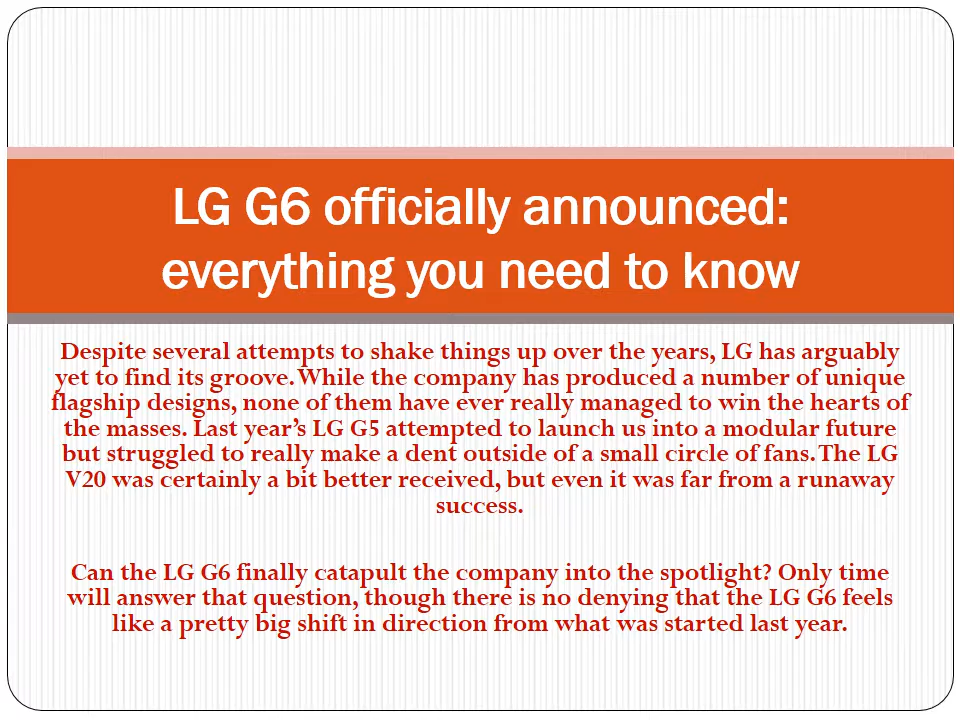 LG G6 officially announced:
everything you need to know
Despite several attempts to shake things up over the years, LG has arguably
yet to find its groove. While the company has produced a number of unique
flagship designs, none of them have ever really managed to win the hearts of
the masses. Last year’s LG G5 attempted to launch us into a modular future
but struggled to really make a dent outside of a small circle of fans. The LG
V20 was certainly a bit better received, but even it was far from a runaway
success.
Can the LG G6 finally catapult the company into the spotlight? Only time
will answer that question, though there is no denying that the LG G6 feels
like a pretty big shift in direction from what was started last year.